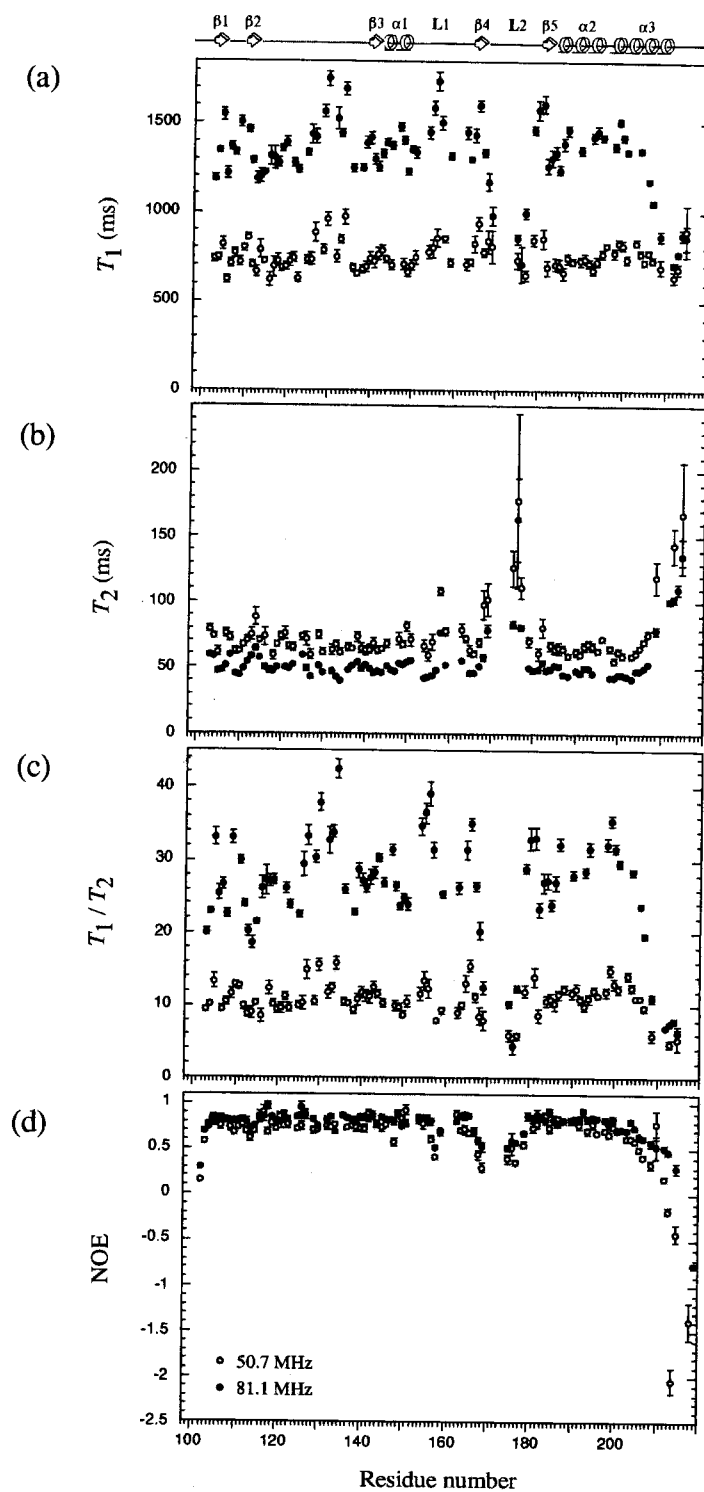 β1 β2 β3 α1 L1 β4 L2 β5 α2 α3
(a)
1500
1000
500
0
T1 (ms)
(b)
200
150
100
50
0
T2 (ms)
(c)
40
30
20
10
0
T1 / T2
(d)
1
0.5
0
-0.5
-1
-1.5
-2
-2.5
NOE
50.7 MHz
81.1 MHz
100 120 140 160 180 200
Residue number